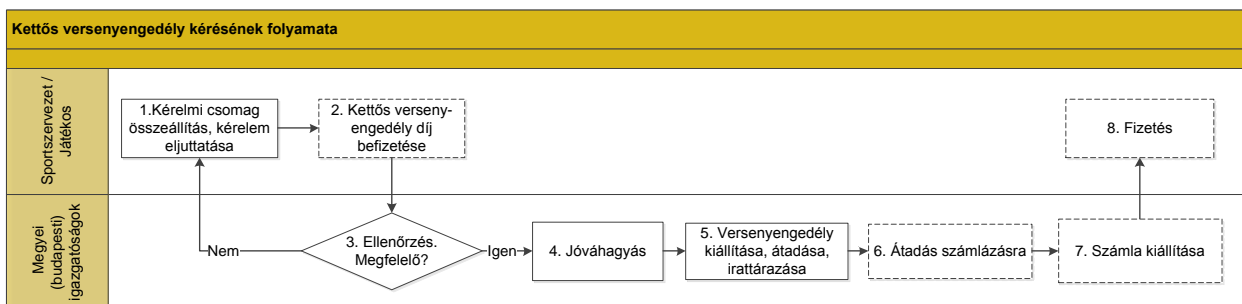 Kettős versenyengedély kérésének folyamata
Sportszervezet /
Játékos
1.Kérelmi csomag
összeállítás, kérelem
eljuttatása
2. Kettős verseny-
engedély díj
befizetése
8. Fizetés
Megyei
(budapesti)
igazgatóságok
Nem
3. Ellenőrzés.
Megfelelő?
Igen
4. Jóváhagyás
5. Versenyengedély
kiállítása, átadása,
irattárazása
6. Átadás számlázásra
7. Számla kiállítása